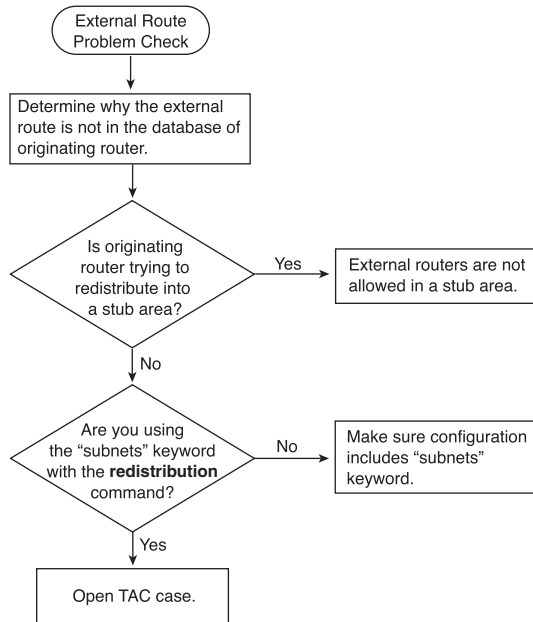 External Route
Problem Check
Determine why the external
route is not in the database of
originating router.
Is originating
router trying to
redistribute into
a stub area?
Yes
External routers are not
allowed in a stub area.
No
Are you using
the “subnets” keyword
with the redistribution
command?
No
Make sure configuration
includes “subnets”
keyword.
Yes
Open TAC case.